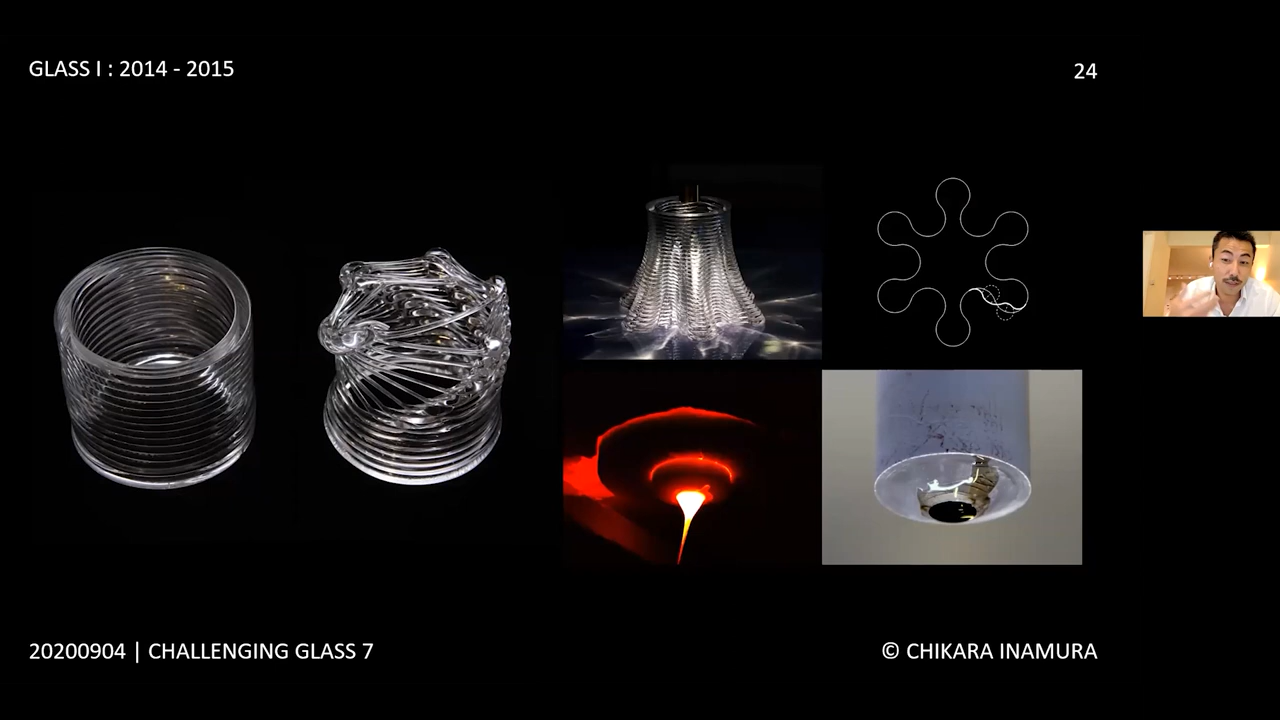 GLASS I : 2014 - 2015
24
20200904 | CHALLENGING GLASS 7
© CHIKARA INAMURA